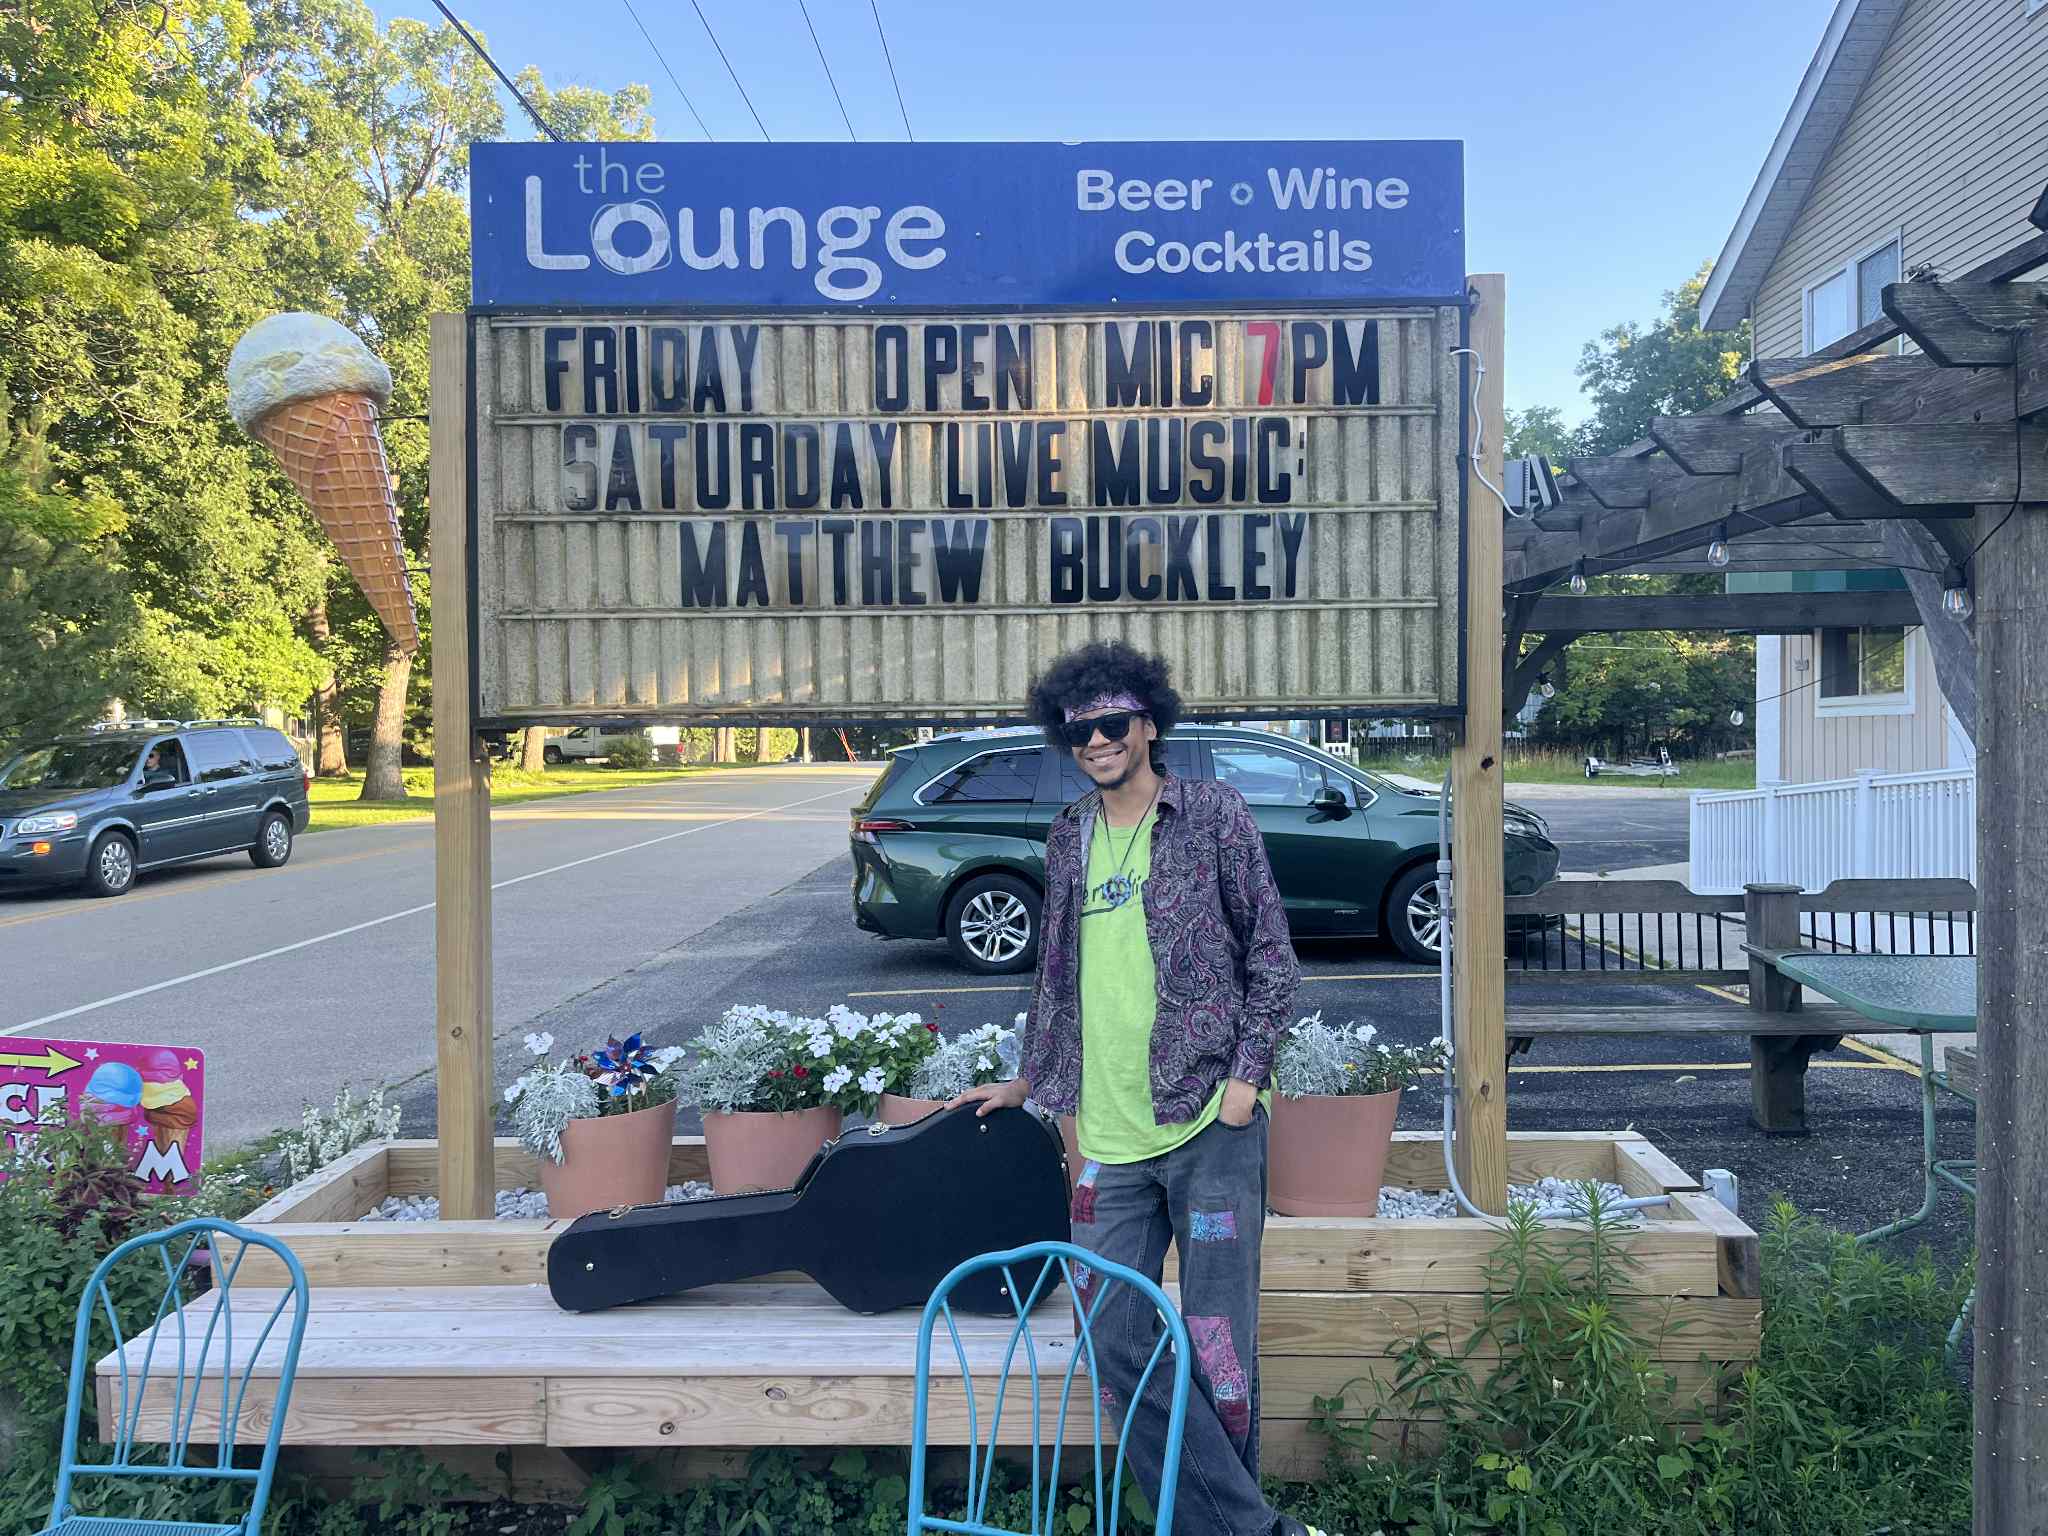 the
Lounge
Beer Wine
Cocktails
FRIDAY OPEN MIC 7PM
SATURDAY LIVE MUSIC:
MATTHEW BUCKLEY